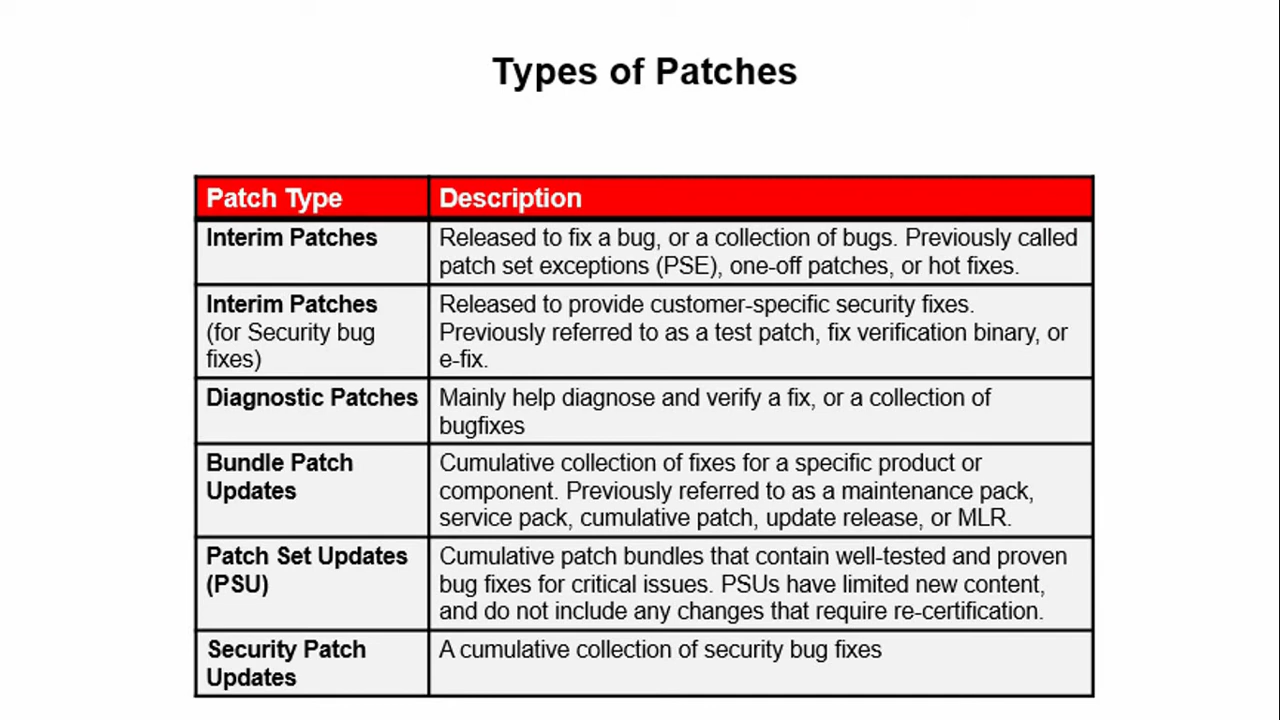 Types of Patches
Patch Type
Description
Interim Patches
Released to fix a bug, or a collection of bugs. Previously called
patch set exceptions (PSE), one-off patches, or hot fixes.
Interim Patches
(for Security bug
fixes)
Released to provide customer-specific security fixes.
Previously referred to as a test patch, fix verification binary, or
e-fix.
Diagnostic Patches
Mainly help diagnose and verify a fix, or a collection of
bugfixes
Bundle Patch
Updates
Cumulative collection of fixes for a specific product or
component. Previously referred to as a maintenance pack,
service pack, cumulative patch, update release, or MLR.
Patch Set Updates
(PSU)
Cumulative patch bundles that contain well-tested and proven
bug fixes for critical issues. PSUs have limited new content,
and do not include any changes that require re-certification.
Security Patch
Updates
A cumulative collection of security bug fixes